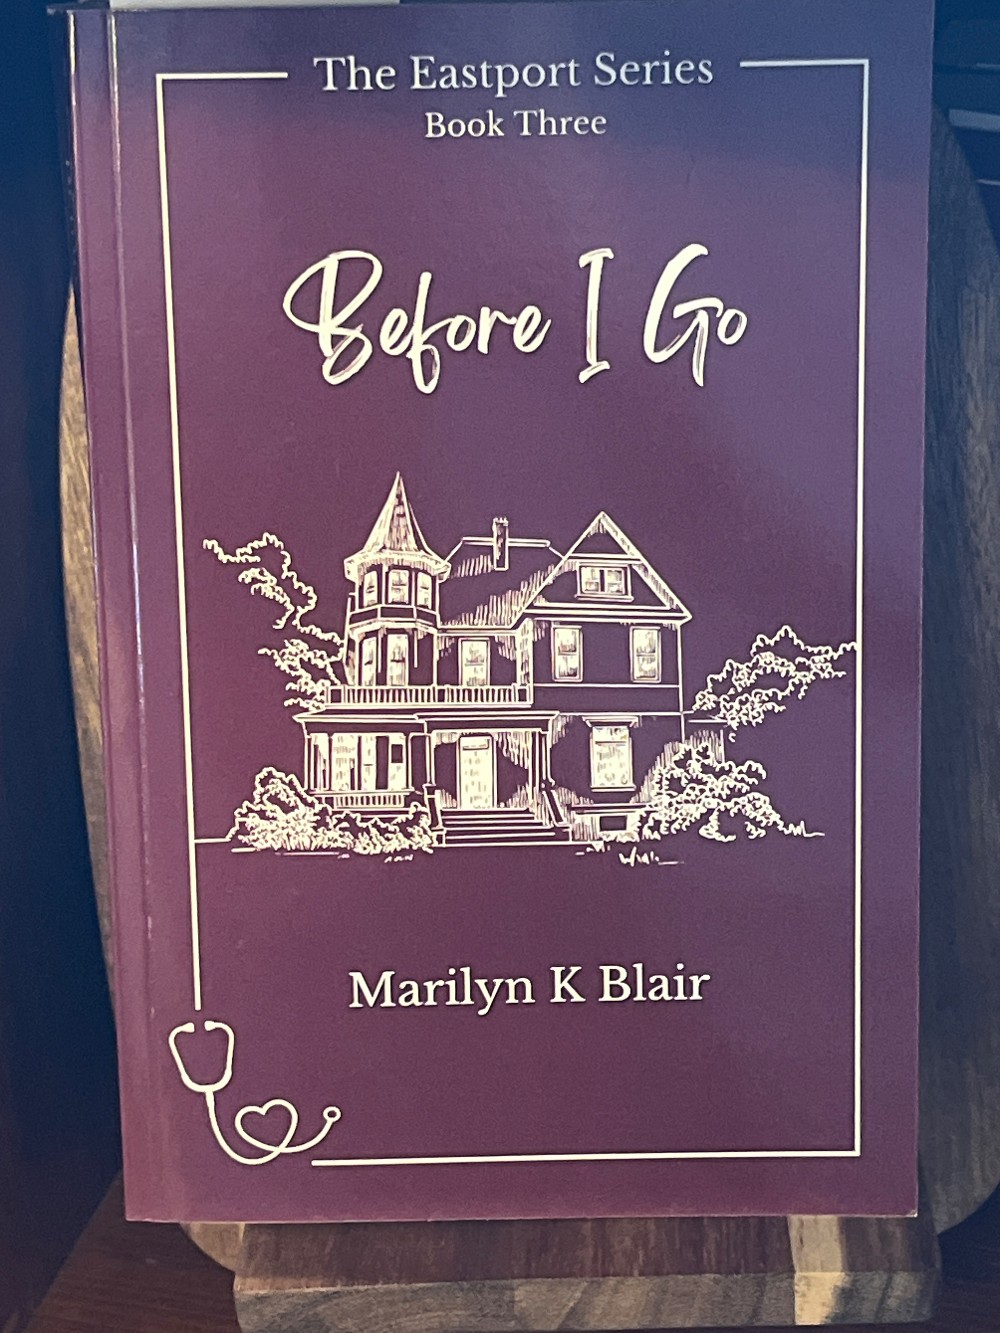 The Eastport Series
Book Three
Before I Go
Marilyn K Blair